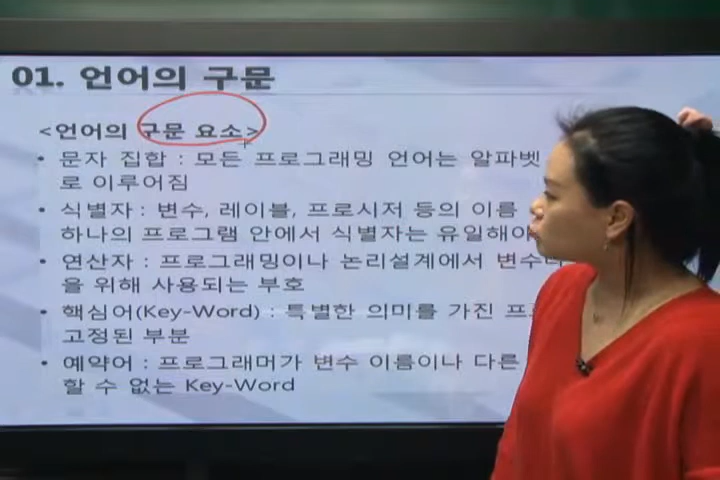 01. 언어의 구문
<언어의 구문 요소>
• 문자 집합 : 모든 프로그래밍 언어는 알파벳
로 이루어짐
• 식별자 : 변수, 레이블, 프로시저 등의 이름
하나의 프로그램 안에서 식별자는 유일해야
• 연산자 : 프로그래밍이나 논리설계에서
을 위해 사용되는 부호
• 핵심어(Key-Word) : 특별한 의미를 가진
고정된 부분
• 예약어 : 프로그래머가 변수 이름이나 다른
할 수 없는 Key-Word